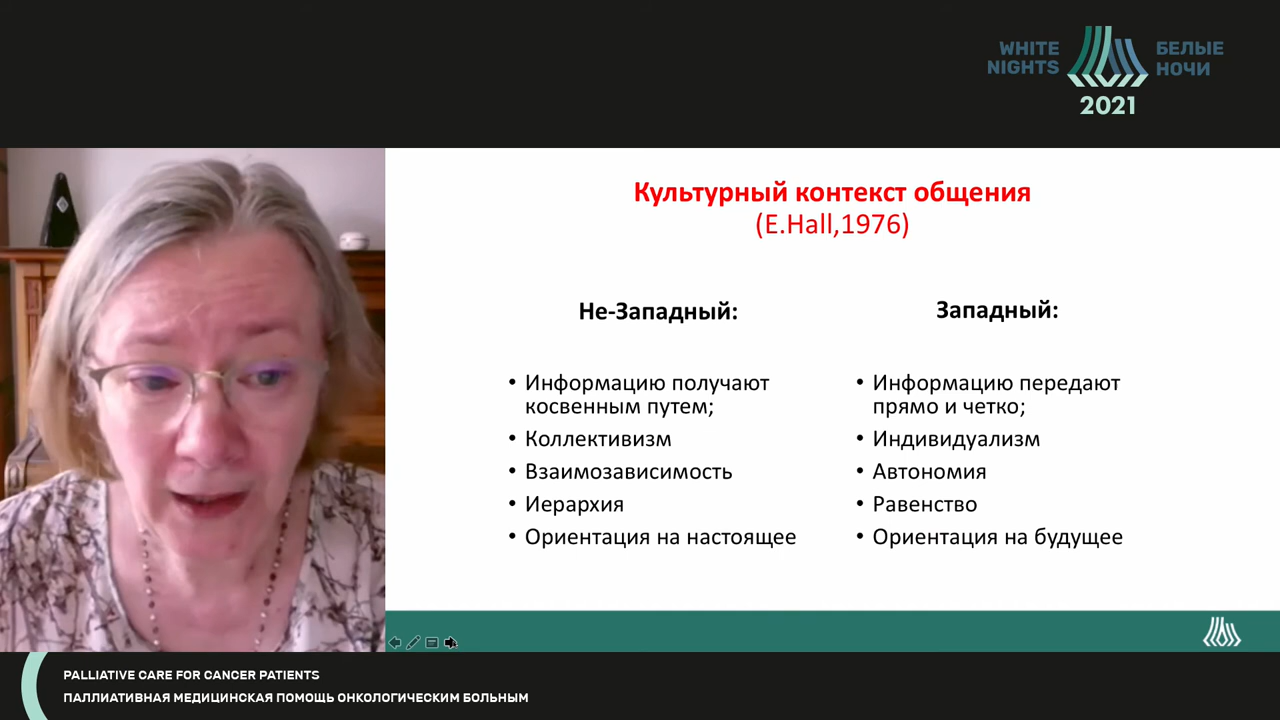 WHITE
NIGHTS
БЕЛЫЕ
НОЧИ
2021
Культурный контекст общения
(E.Hall,1976)
Не-Западный:
• Информацию получают
косвенным путем;
• Коллективизм
• Взаимозависимость
• Иерархия
• Ориентация на настоящее
Западный:
• Информацию передают
прямо и четко;
• Индивидуализм
• Автономия
• Равенство
• Ориентация на будущее
PALLIATIVE CARE FOR CANCER PATIENTS
ПАЛЛИАТИВНАЯ МЕДИЦИНСКАЯ ПОМОЩЬ ОНКОЛОГИЧЕСКИМ БОЛЬНЫМ